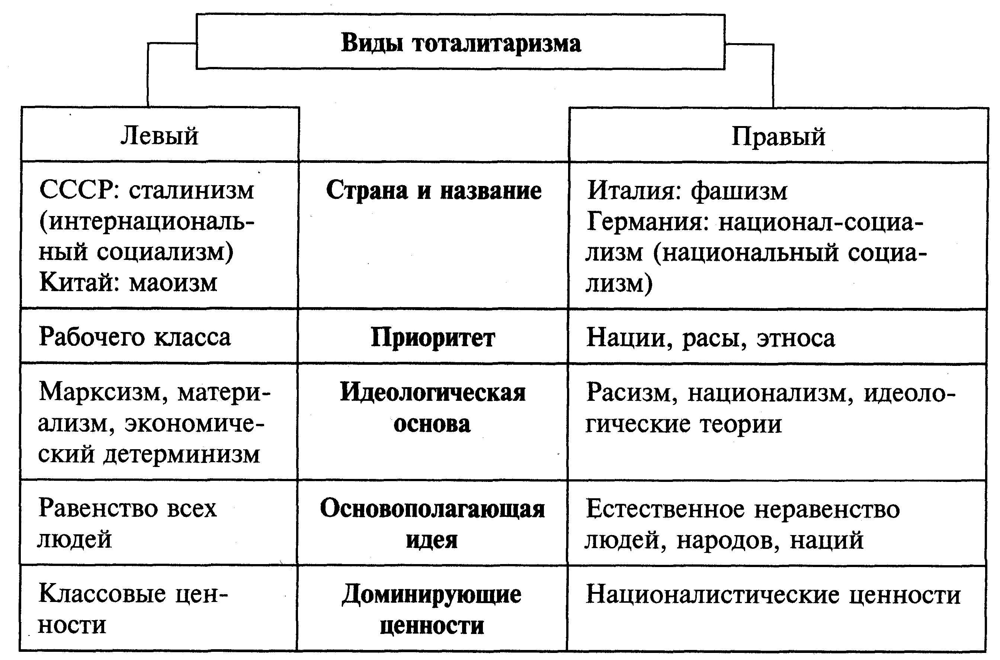 Виды тоталитаризма
Левый
Правый
СССР: сталинизм
(интернациональ-
ный социализм)
Китай: маоизм
Страна и название
Италия: фашизм
Германия: национал-социа-
лизм (национальный социа-
лизм)
Рабочего класса
Приоритет
Нации, расы, этноса
Марксизм, матери-
ализм, экономиче-
ский детерминизм
Идеологическая
основа
Расизм, национализм, идеоло-
гические теории
Равенство всех
людей
Основополагающая
идея
Естественное неравенство
людей, народов, наций
Классовые цен-
ности
Доминирующие
ценности
Националистические ценности